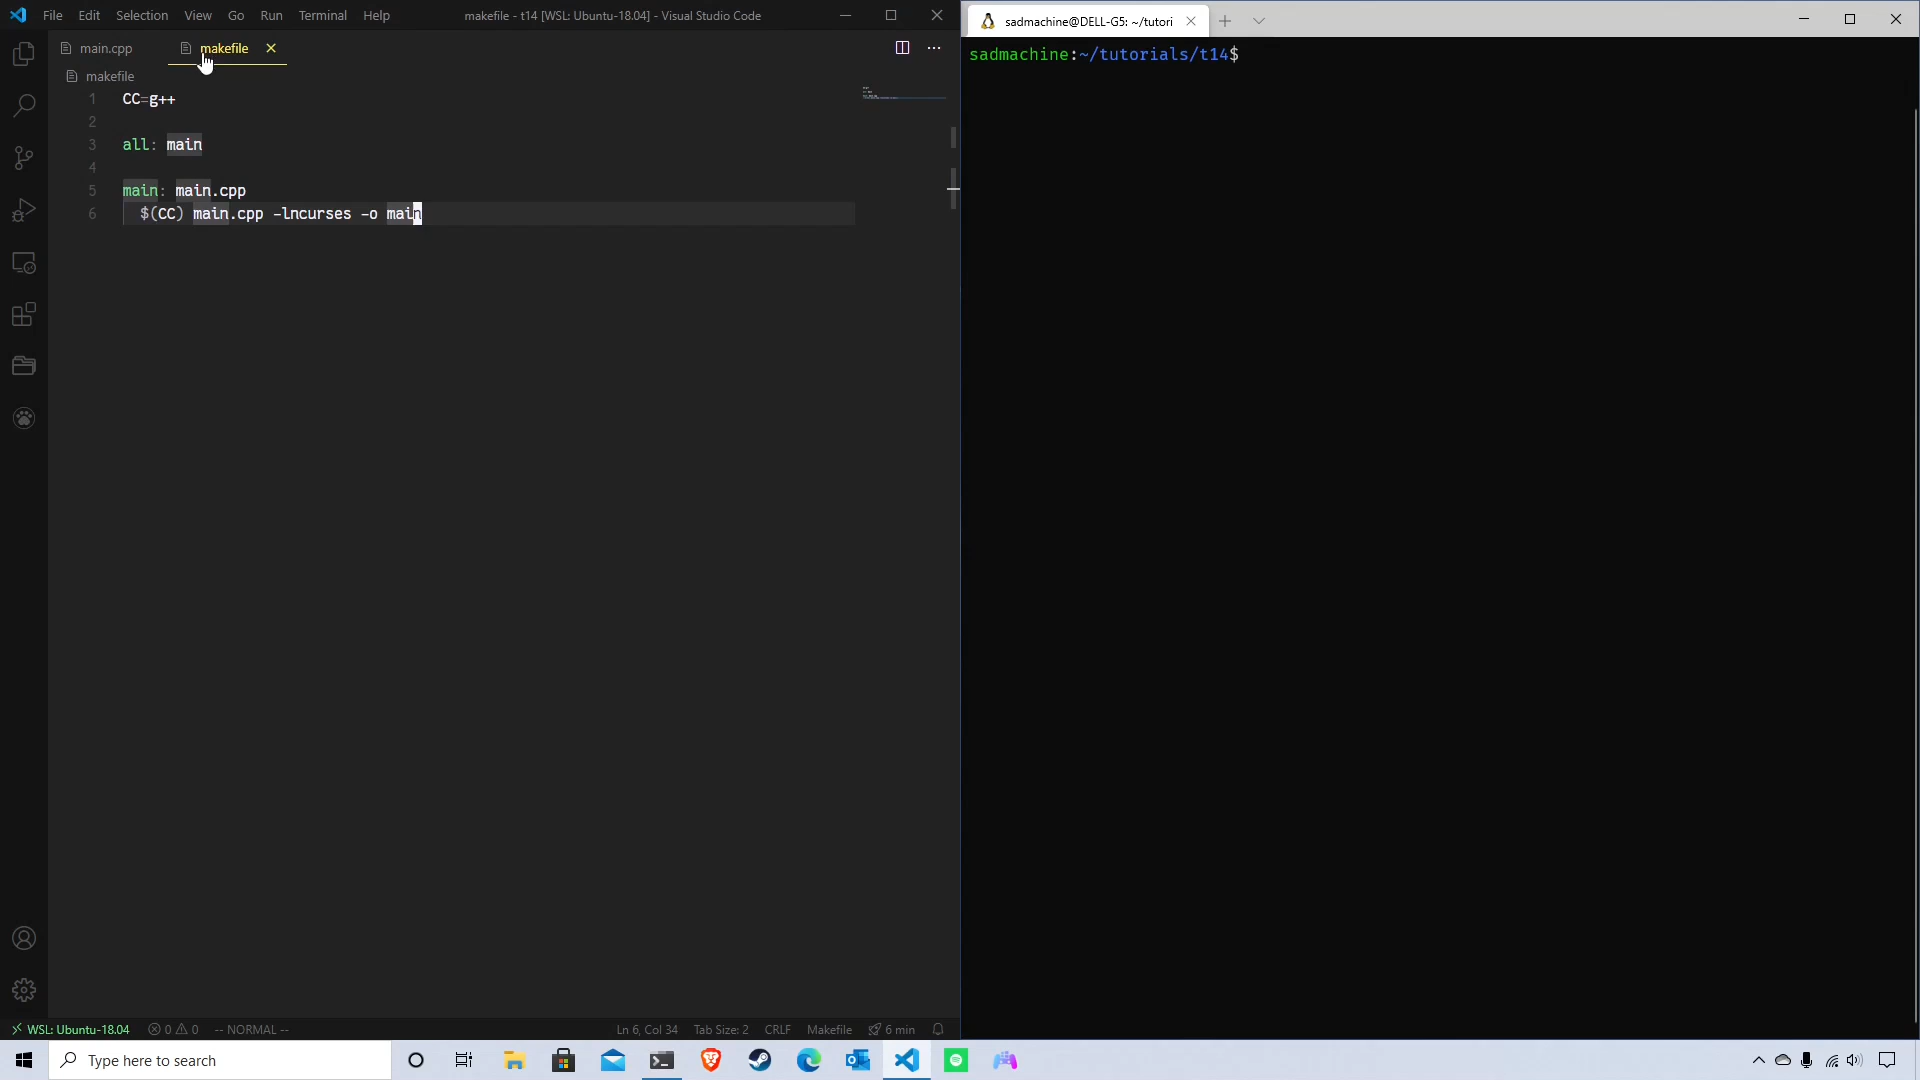 File Edit Selection View Go Run Terminal Help makefile - t14 [WSL: Ubuntu-18.04] - Visual Studio Code
main.cpp makefile
makefile
1 CC=g++
2
3 all: main
4
5 main: main.cpp
6 $(CC) main.cpp -lncurses -o main
WSL: Ubuntu-18.04 0 0 -- NORMAL -- Ln 6, Col 34 Tab Size: 2 CRLF Makefile 6 min
sadmachine@DELL-G5: ~/tutori
sadmachine:~/tutorials/t14$
Type here to search